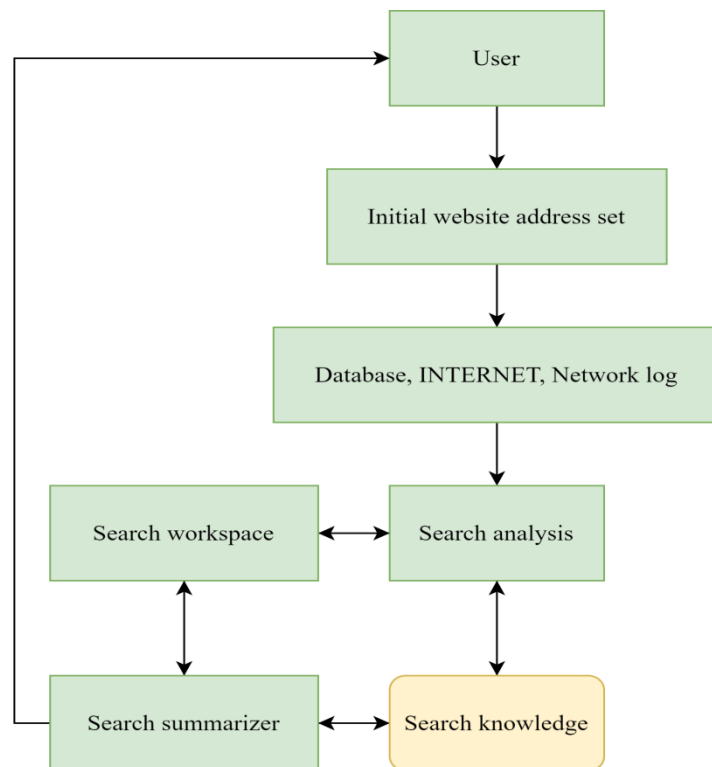 User
Initial website address set
Database, INTERNET, Network log
Search workspace
Search analysis
Search summarizer
Search knowledge